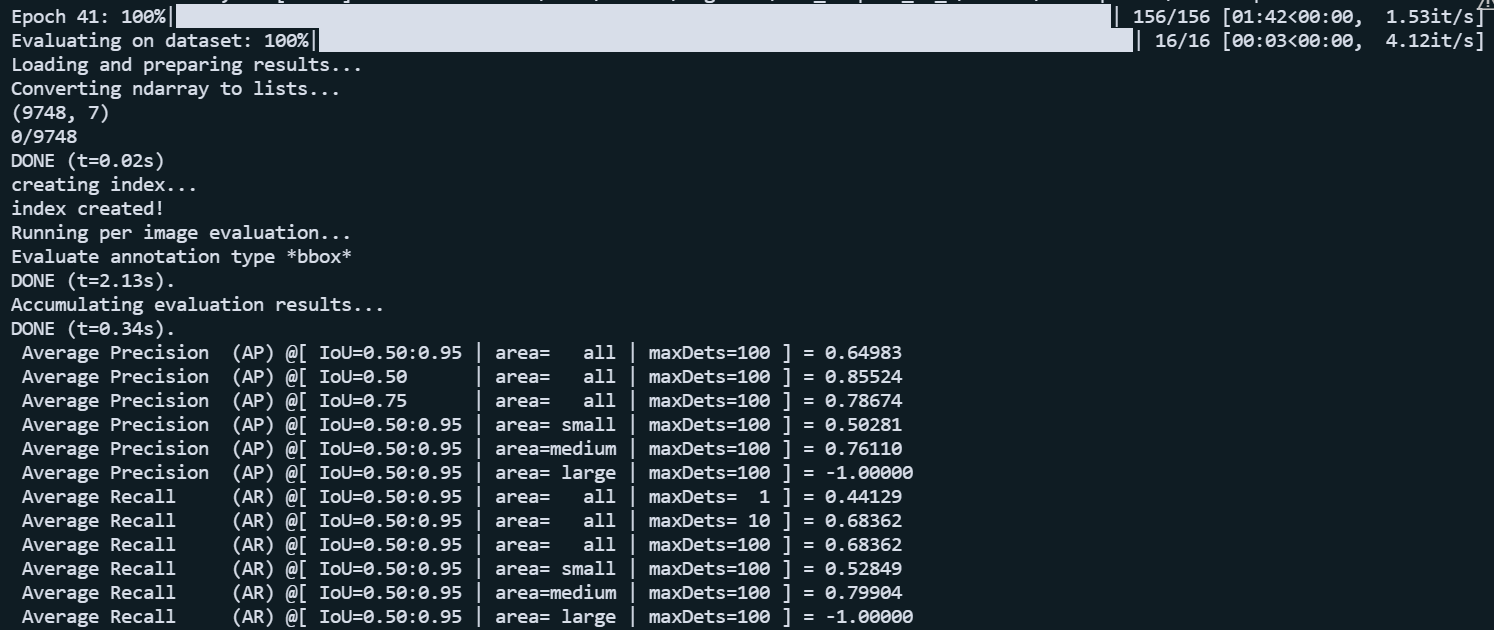 Epoch 41: 100%| | 156/156 [01:42<00:00, 1.53it/s]
Evaluating on dataset: 100%| | 16/16 [00:03<00:00, 4.12it/s]
Loading and preparing results...
Converting ndarray to lists...
(9748, 7)
0/9748
DONE (t=0.02s)
creating index...
index created!
Running per image evaluation...
Evaluate annotation type *bbox*
DONE (t=2.13s).
Accumulating evaluation results...
DONE (t=0.34s).
 Average Precision  (AP) @[ IoU=0.50:0.95 | area=   all | maxDets=100 ] = 0.64983
 Average Precision  (AP) @[ IoU=0.50      | area=   all | maxDets=100 ] = 0.85524
 Average Precision  (AP) @[ IoU=0.75      | area=   all | maxDets=100 ] = 0.78674
 Average Precision  (AP) @[ IoU=0.50:0.95 | area= small | maxDets=100 ] = 0.50281
 Average Precision  (AP) @[ IoU=0.50:0.95 | area=medium | maxDets=100 ] = 0.76110
 Average Precision  (AP) @[ IoU=0.50:0.95 | area= large | maxDets=100 ] = -1.00000
 Average Recall     (AR) @[ IoU=0.50:0.95 | area=   all | maxDets=  1 ] = 0.44129
 Average Recall     (AR) @[ IoU=0.50:0.95 | area=   all | maxDets= 10 ] = 0.68362
 Average Recall     (AR) @[ IoU=0.50:0.95 | area=   all | maxDets=100 ] = 0.68362
 Average Recall     (AR) @[ IoU=0.50:0.95 | area= small | maxDets=100 ] = 0.52849
 Average Recall     (AR) @[ IoU=0.50:0.95 | area=medium | maxDets=100 ] = 0.79904
 Average Recall     (AR) @[ IoU=0.50:0.95 | area= large | maxDets=100 ] = -1.00000